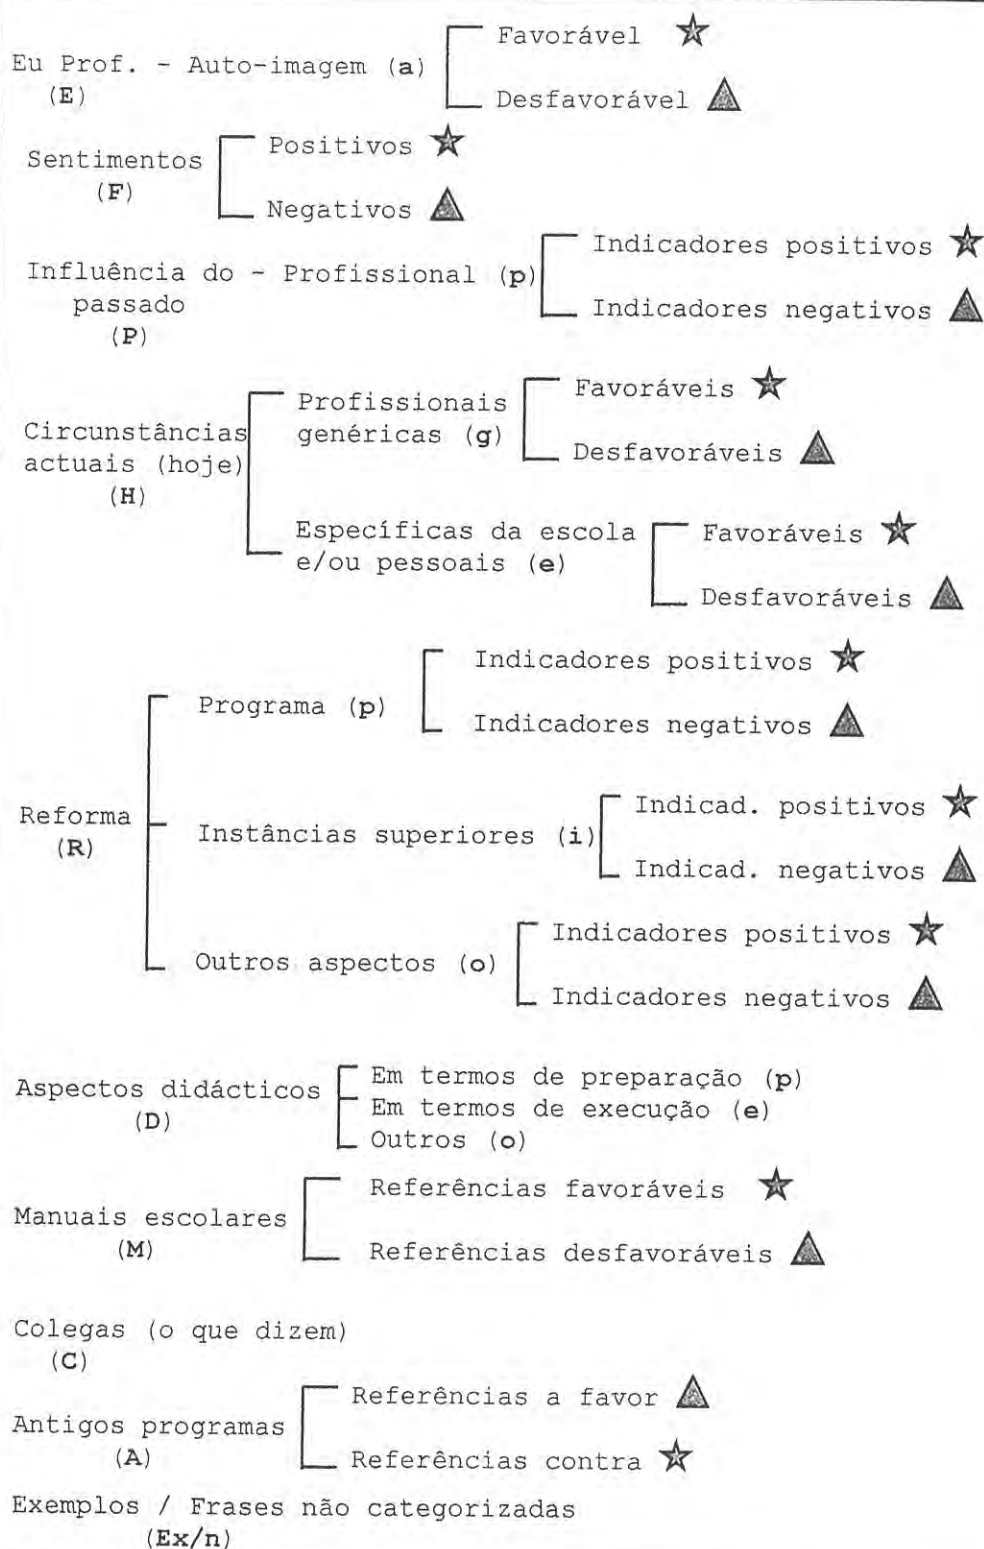 Favorável
Eu Prof. - Auto-imagem (a)
(E)
Desfavorável
Positivos
Sentimentos
(F)
Negativos
Indicadores positivos
Influência do - Profissional (p)
passado
Indicadores negativos
(P)
Favoráveis
Profissionais
genéricas (g)
Circunstâncias
actuais (hoje)
Desfavoráveis
(H)
Específicas da escola
e/ou pessoais (e)
Favoráveis
Desfavoráveis
Indicadores positivos
Programa (p)
Indicadores negativos
Indicad. positivos
Reforma
(R)
Instâncias superiores (i)
Indicad. negativos
Indicadores positivos
Outros aspectos (o)
Indicadores negativos
Aspectos didácticos
(D)
Em termos de preparação (p)
Em termos de execução (e)
Outros (o)
Referências favoráveis
Manuais escolares
(M)
Referências desfavoráveis
Colegas (o que dizem)
(C)
Referências a favor
Antigos programas
(A)
Referências contra
Exemplos / Frases não categorizadas
(Ex/n)